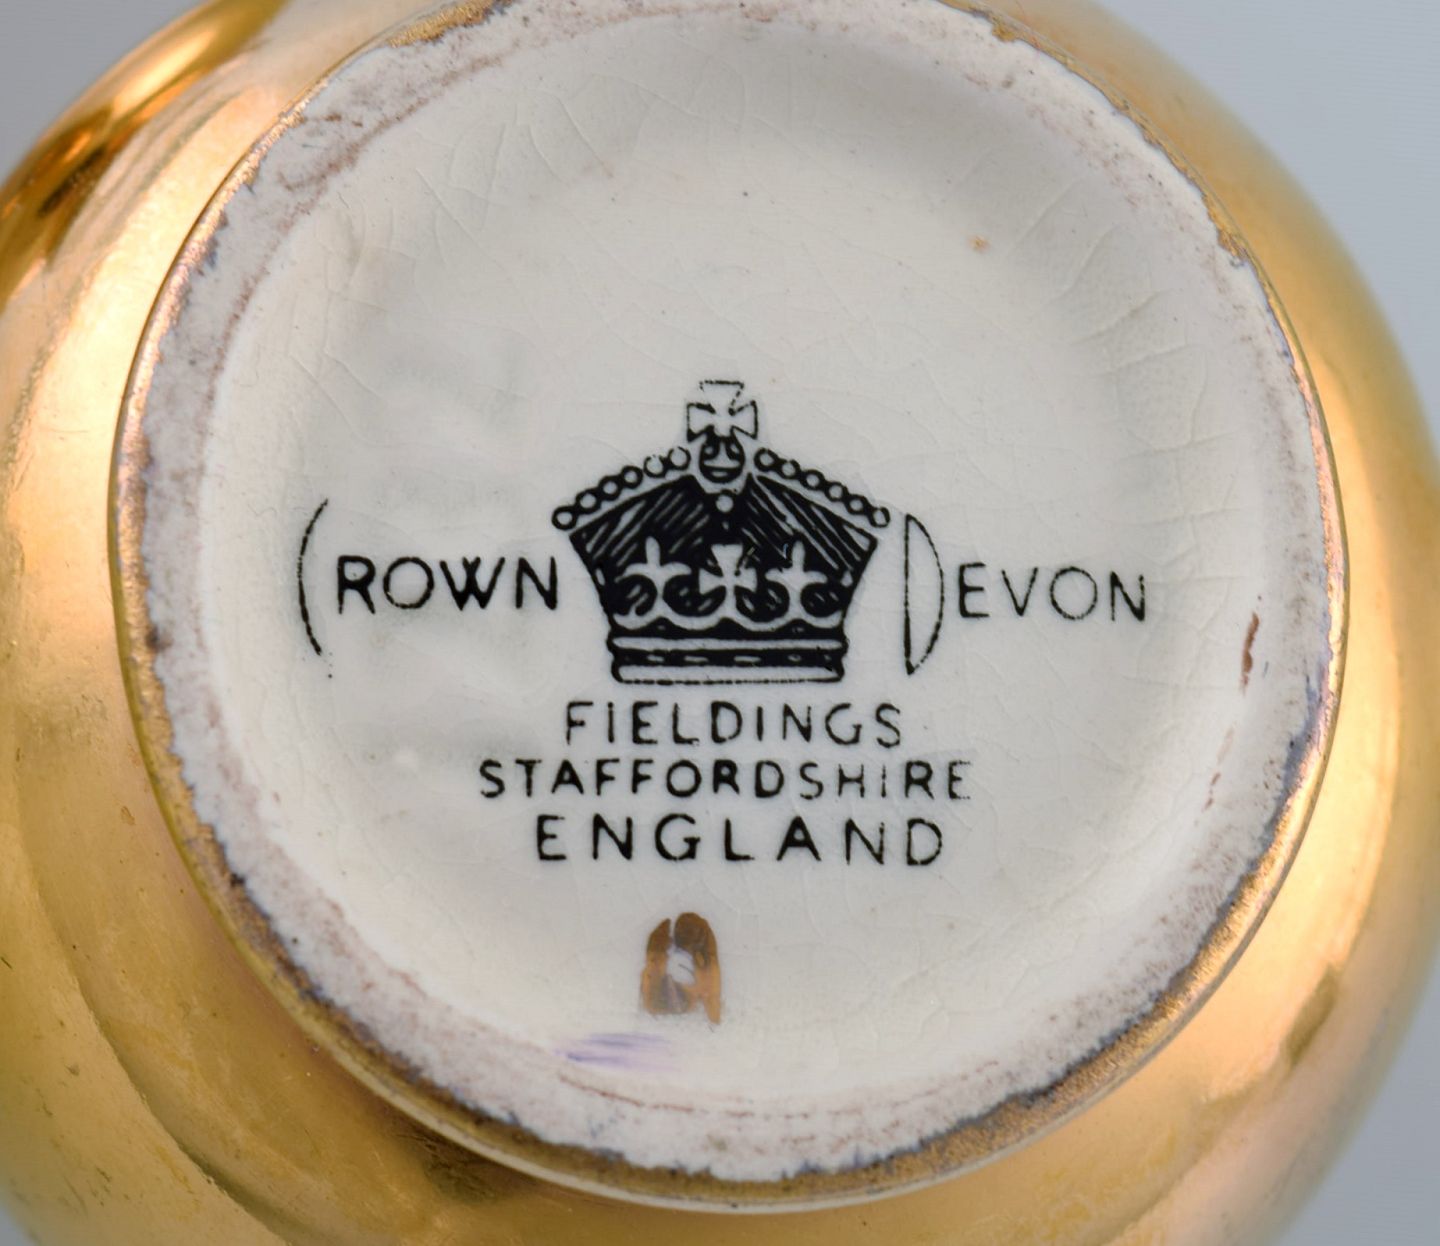 CROWN DEVON
FIELDINGS
STAFFORDSHIRE
ENGLAND